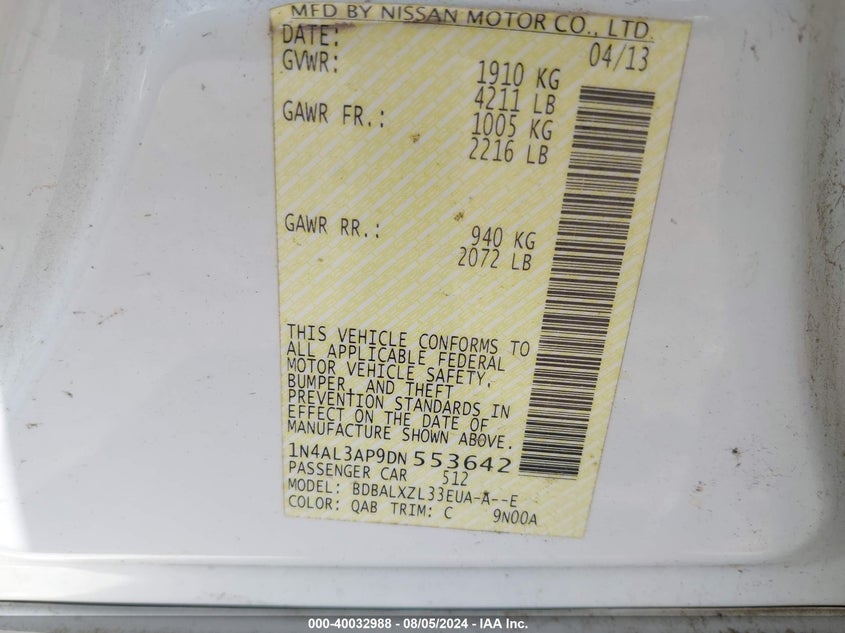 MFD BY NISSAN MOTOR CO., LTD.
DATE: 04/13
GVWR: 1910 KG
4211 LB
GAWR FR.: 1005 KG
2216 LB
GAWR RR.: 940 KG
2072 LB
THIS VEHICLE CONFORMS TO
ALL APPLICABLE FEDERAL
MOTOR VEHICLE SAFETY,
BUMPER, AND THEFT
PREVENTION STANDARDS IN
EFFECT ON THE DATE OF
MANUFACTURE SHOWN ABOVE.
1N4AL3AP9DN 553642
PASSENGER CAR 512
MODEL: BDBALXZL33EUA-A--E
COLOR: QAB TRIM: C 9N00A
000-40032988 - 08/05/2024 - IAA Inc.